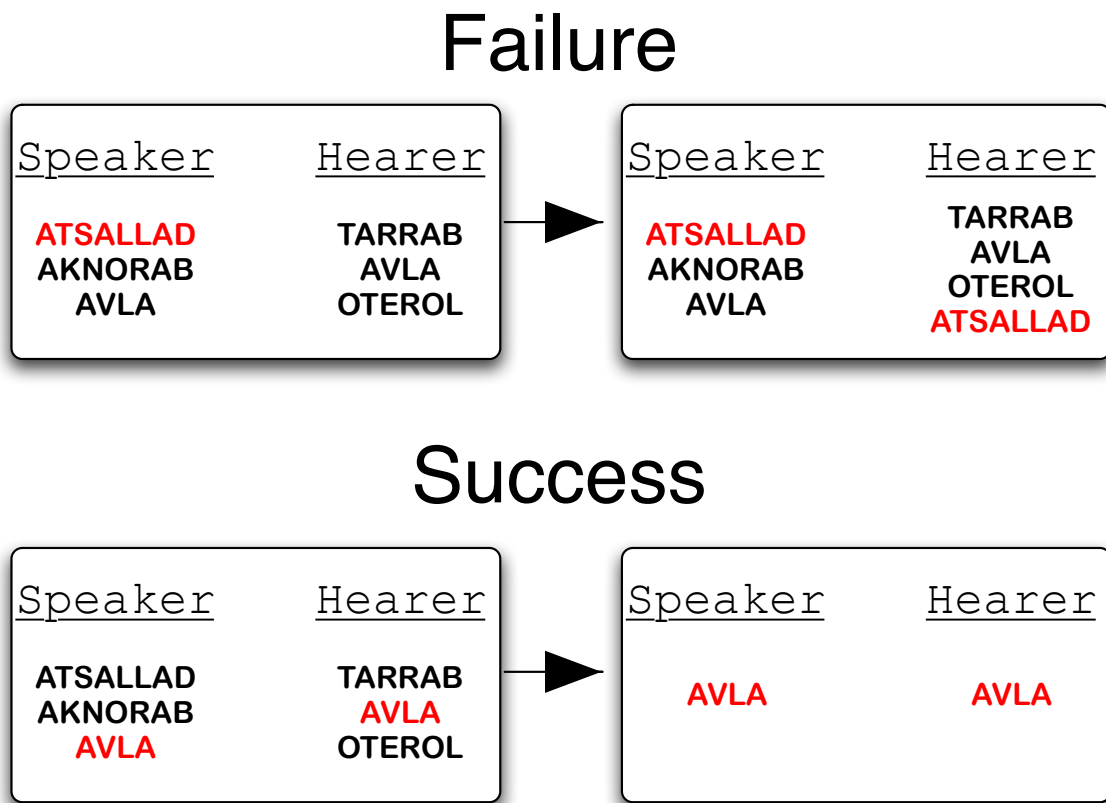 Failure
Speaker Hearer Speaker Hearer
ATSALLAD TARRAB ATSALLAD TARRAB
AKNORAB AVLA AKNORAB AVLA
AVLA OTEROL AVLA OTEROL
ATSALLAD
Success
Speaker Hearer Speaker Hearer
ATSALLAD TARRAB AVLA AVLA
AKNORAB AVLA
AVLA OTEROL